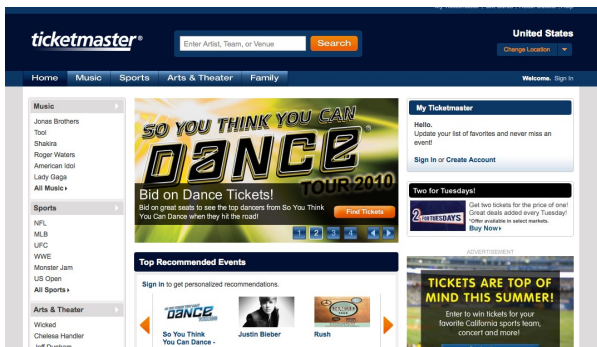 ticketmaster®
Enter Artist, Team, or Venue
Search
United States
Change Location
Home Music Sports Arts & Theater Family
Welcome. Sign In
Music
Jonas Brothers
Tool
Shakira
Roger Waters
American Idol
Lady Gaga
All Music
Sports
NFL
MLB
UFC
WWE
Monster Jam
US Open
All Sports
Arts & Theater
Wicked
Chelesa Handler
Jeff Dunham
SO YOU THINK YOU CAN
DANCE
TOUR 2010
Bid on Dance Tickets!
Bid on great seats to see the top dancers from So You Think
You Can Dance when they hit the road!
Find Tickets
1 2 3 4
Top Recommended Events
Sign in to get personalized recommendations.
So You Think
You Can Dance -
Justin Bieber
Rush
My Ticketmaster
Hello.
Update your list of favorites and never miss an
event!
Sign In or Create Account
Two for Tuesdays!
2 FOR TUESDAYS
Get two tickets for the price of one!
Great deals added every Tuesday!
*Offer available in select markets.
Buy Now
ADVERTISEMENT
TICKETS ARE TOP OF
MIND THIS SUMMER!
Enter to win tickets for your
favorite California sports team,
concert and more!